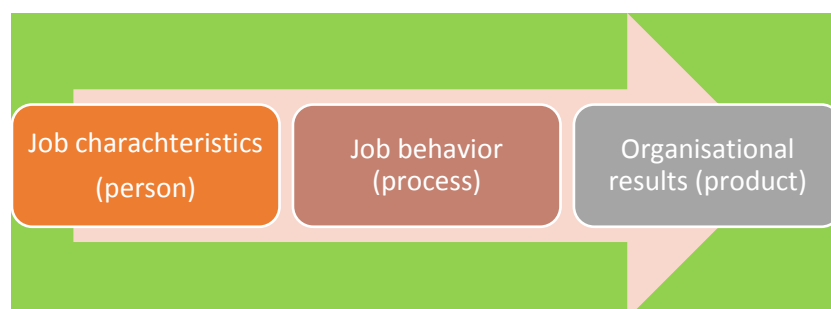 Job charachteristics
(person)
Job behavior
(process)
Organisational
results (product)